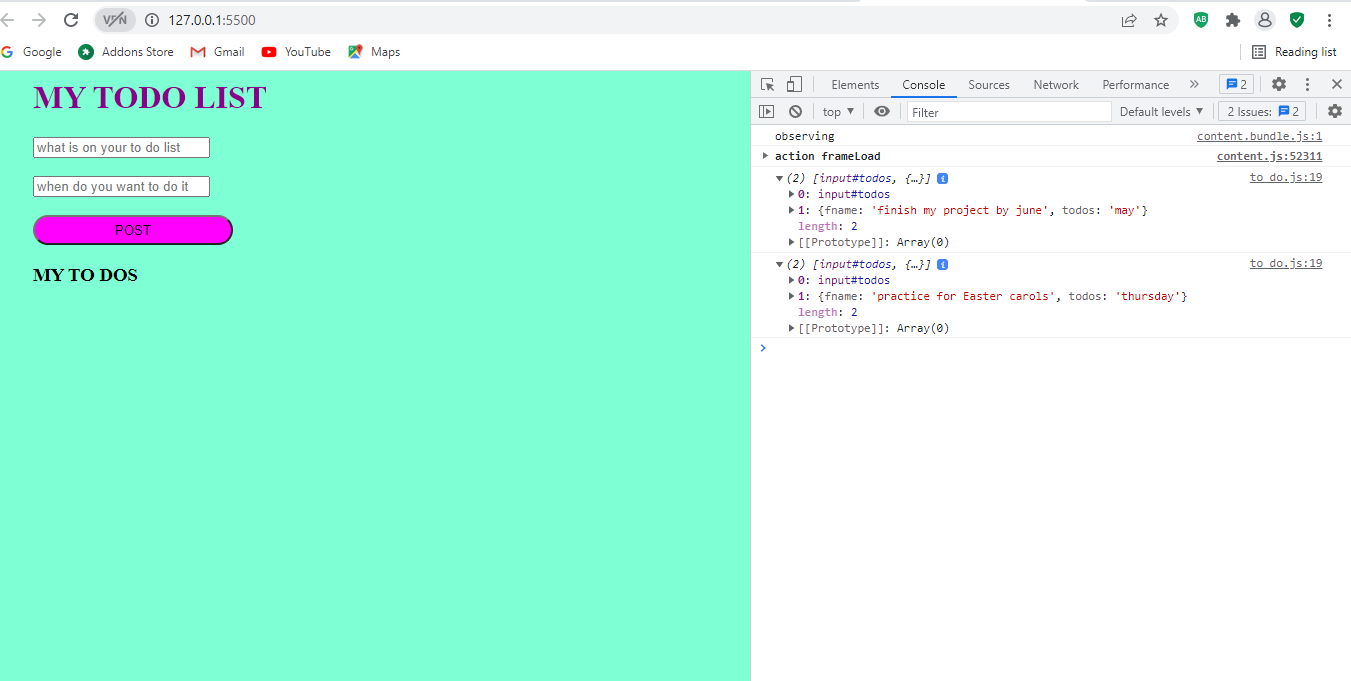 VPN 127.0.0.1:5500 AB
G Google Addons Store Gmail YouTube Maps Reading list
MY TODO LIST
what is on your to do list
when do you want to do it
POST
MY TO DOS
Elements Console Sources Network Performance » 2
top ▼ Filter Default levels ▼ 2 Issues: 2
observing content.bundle.js:1
▶ action frameLoad content.js:52311
▼ (2) [input#todos, {…}] i to do.js:19
▶ 0: input#todos
▶ 1: {fname: 'finish my project by june', todos: 'may'}
length: 2
▶ [[Prototype]]: Array(0)
▼ (2) [input#todos, {…}] i to do.js:19
▶ 0: input#todos
▶ 1: {fname: 'practice for Easter carols', todos: 'thursday'}
length: 2
▶ [[Prototype]]: Array(0)
>